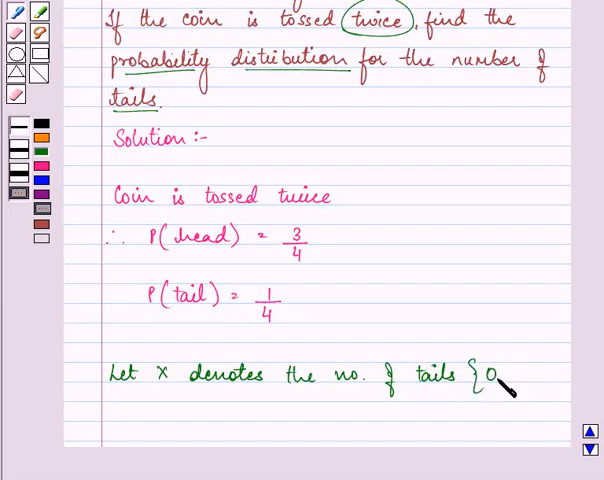 If the coin is tossed twice, find the
probability distribution for the number of
tails.
Solution :-
Coin is tossed twice
∴ P(head) = 3/4
P(tail) = 1/4
Let x denotes the no. of tails {0